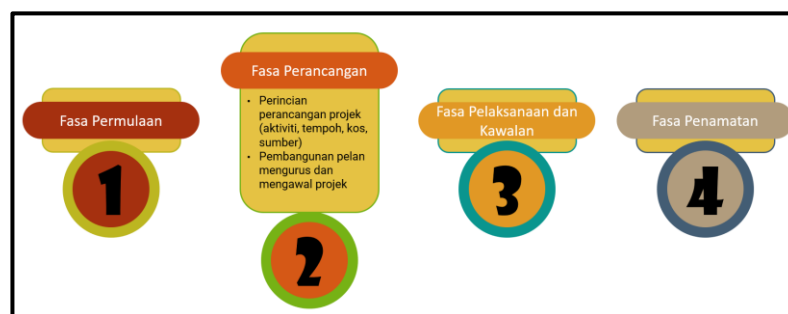 Fasa Permulaan
1
Fasa Perancangan
• Perincian
perancangan projek
(aktiviti, tempoh, kos,
sumber)
• Pembangunan pelan
mengurus dan
mengawal projek
2
Fasa Pelaksanaan dan
Kawalan
3
Fasa Penamatan
4